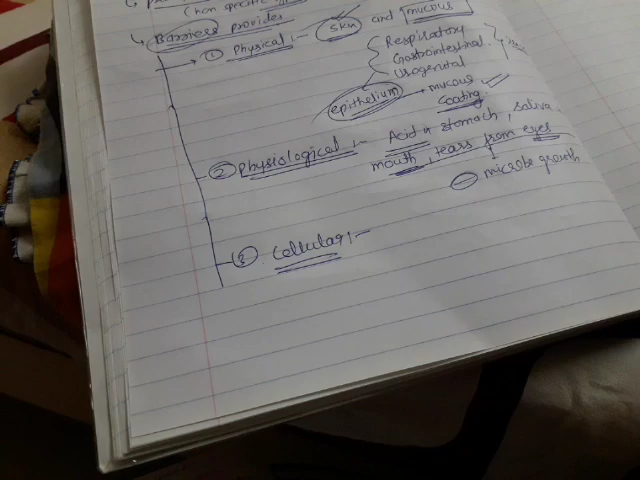 (Non specific
↳ Barriers provides
→ ① Physical :- Skin and mucous
Respiratory
Gastrointestinal
Urogenital
epithelium → mucous
coating
② Physiological :- Acid in stomach, saliva
mouth, tears from eyes
⊖ microbe growth
③ Cellular :-